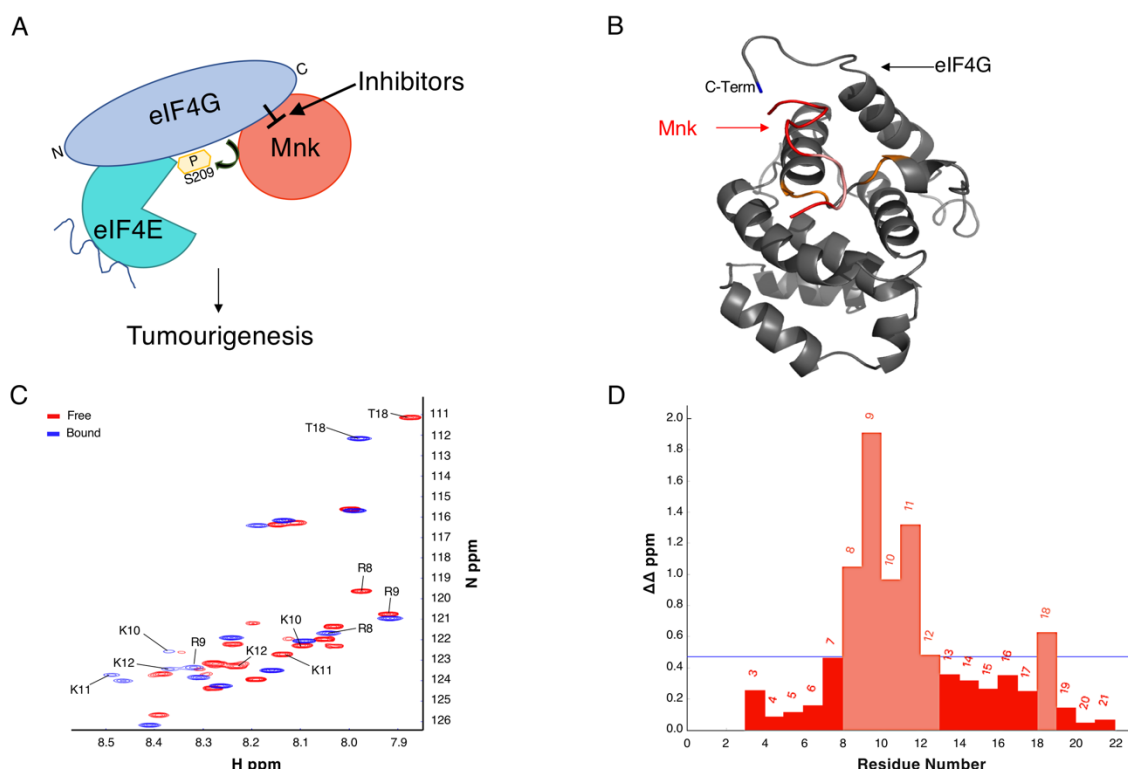 A
N
eIF4G
C
Inhibitors
Mnk
P
S209
eIF4E
Tumourigenesis
B
C-Term
eIF4G
Mnk
C
Free
Bound
T18
T18
R8
R9
K10
K10
R9
R8
K12
K12
K11
K11
111
112
113
114
115
116
117
118
119
120
121
122
123
124
125
126
N ppm
8.5 8.4 8.3 8.2 8.1 8.0 7.9
H ppm
D
2.0
1.8
1.6
1.4
1.2
1.0
0.8
0.6
0.4
0.2
0.0
ΔΔ ppm
3 4 5 6 7 8 9 10 11 12 13 14 15 16 17 18 19 20 21
0 2 4 6 8 10 12 14 16 18 20 22
Residue Number